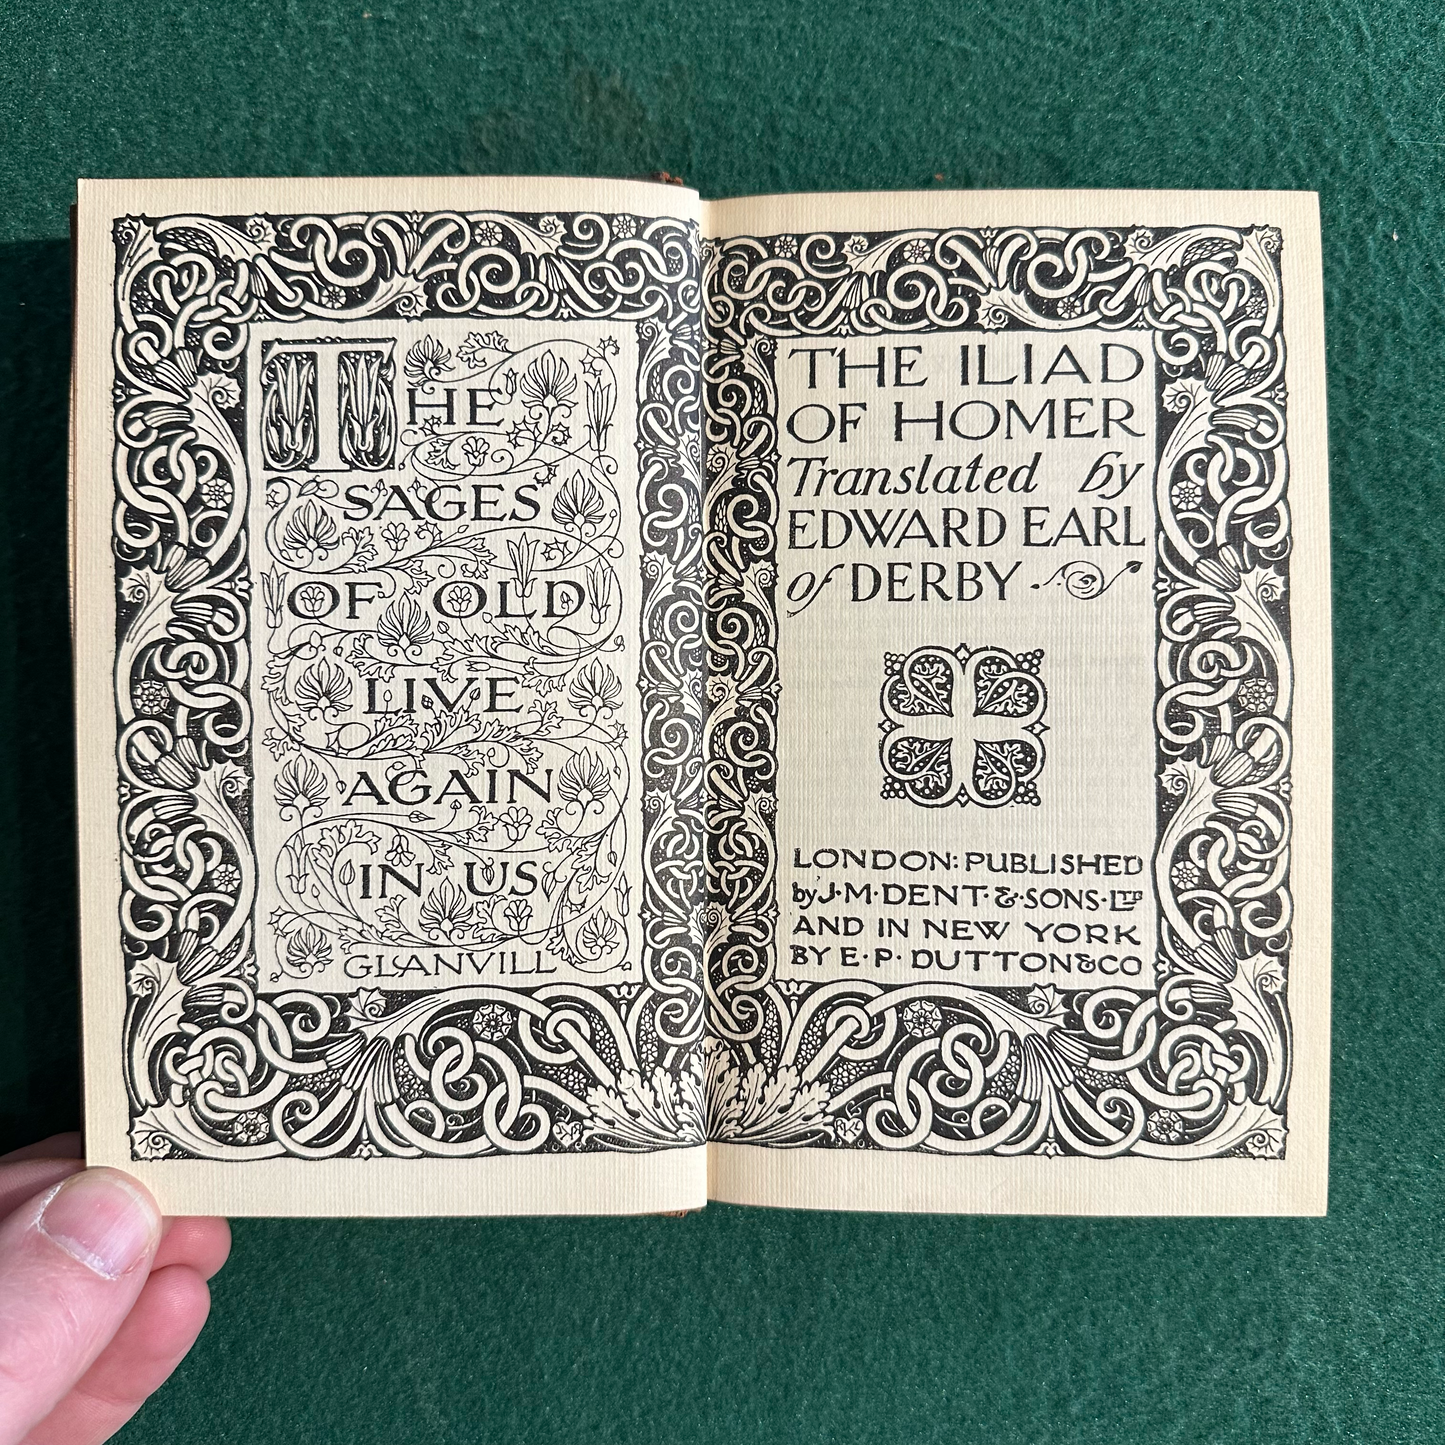 THE
SAGES
OF OLD
LIVE
AGAIN
IN US
GLANVILL
THE ILIAD
OF HOMER
Translated by
EDWARD EARL
of DERBY
LONDON: PUBLISHED
by J·M·DENT·&·SONS·LTD
AND IN NEW YORK
BY E·P·DUTTON&CO